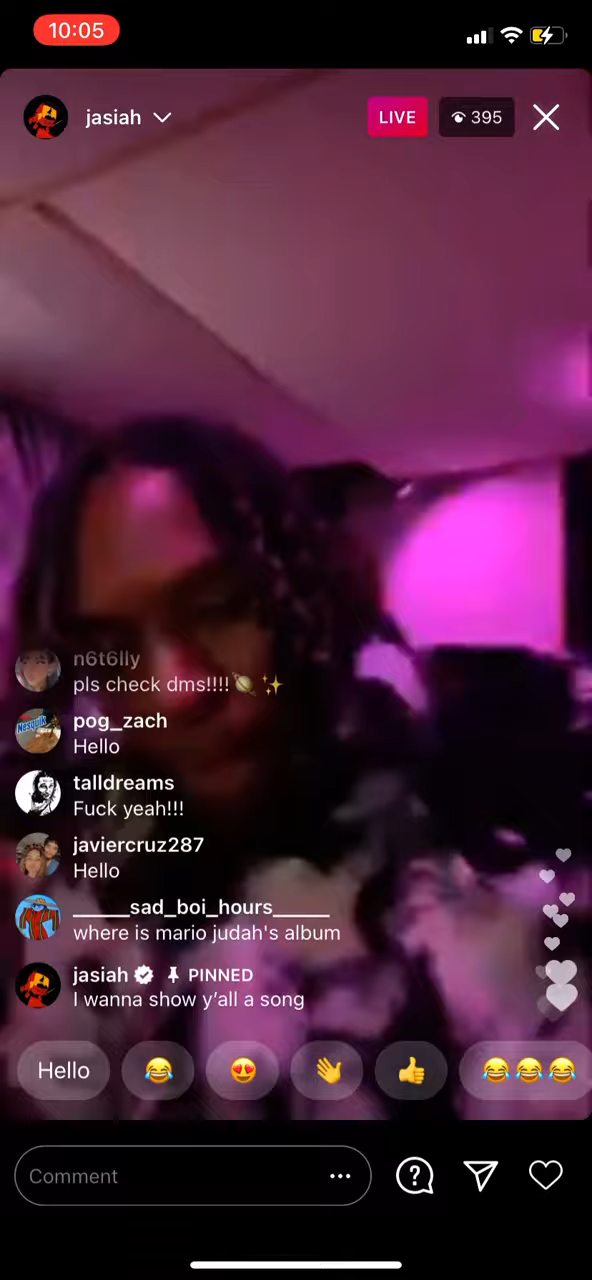 10:05
jasiah
LIVE
395
n6t6lly
pls check dms!!!!🪐✨
pog_zach
Hello
talldreams
Fuck yeah!!!
javiercruz287
Hello
_____sad_boi_hours_____
where is mario judah's album
jasiah PINNED
I wanna show y’all a song
Hello 😂 😍 👋 👍 😂😂😂
Comment